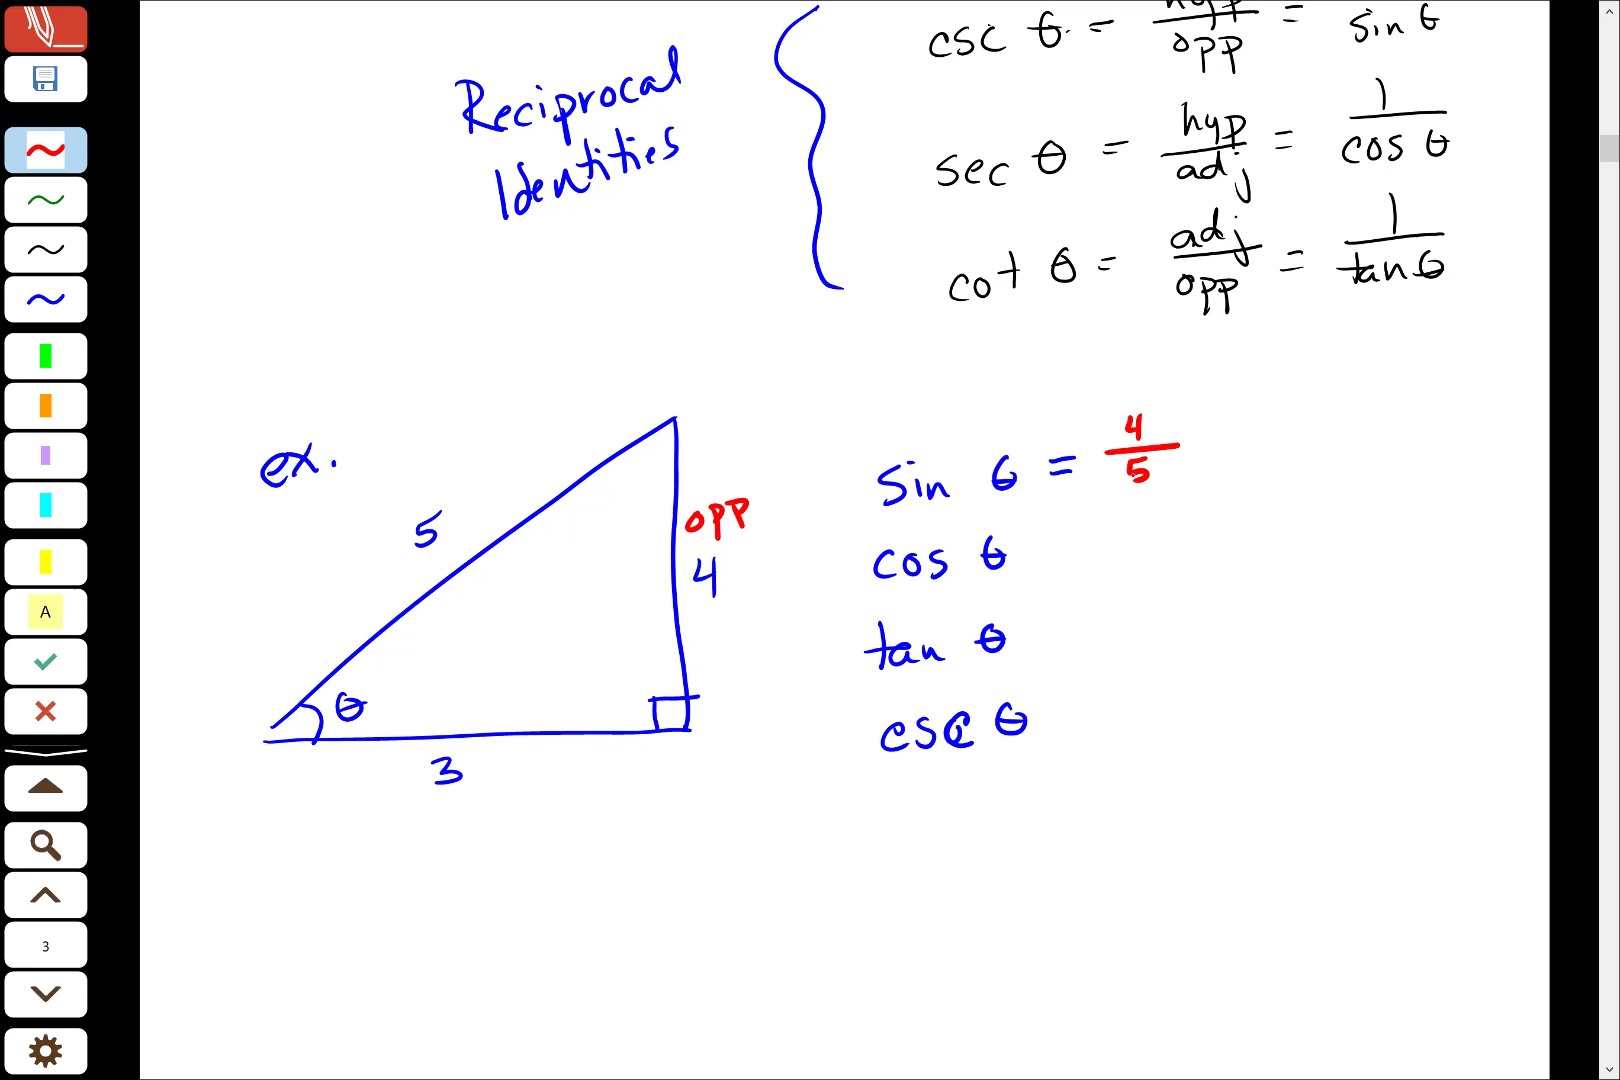 csc θ = hyp/opp = sin θ
Reciprocal
Identities
sec θ = hyp/adj = 1/cos θ
cot θ = adj/opp = 1/tan θ
ex.
5
opp
4
θ
3
sin θ = 4/5
cos θ
tan θ
csc θ
A
3